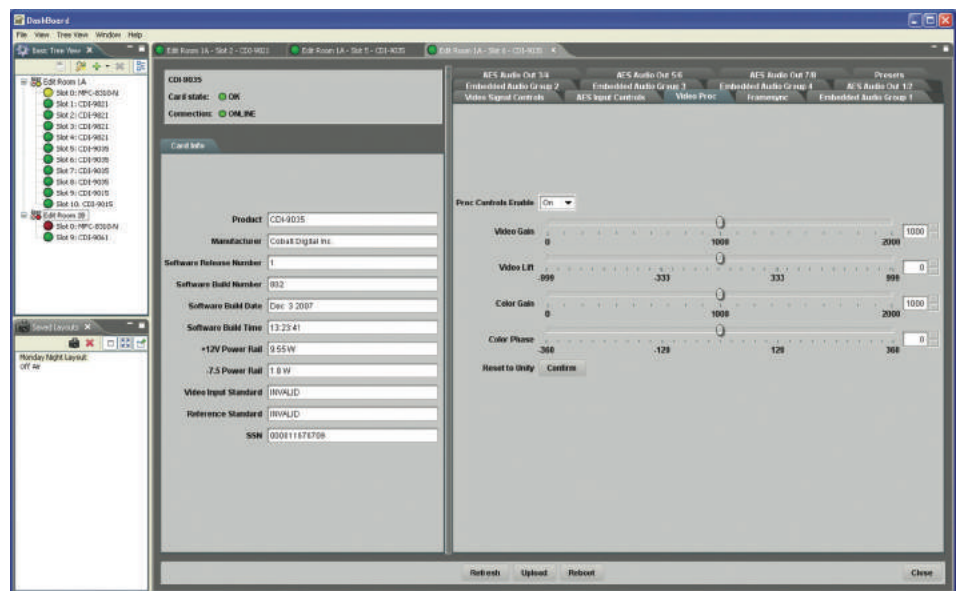 DashBoard
File View Tree View Window Help
Basic Tree View
Edit Room 1A - Slot 2 - CDI-9021
Edit Room 1A - Slot 5 - CDI-9035
Edit Room 1A - Slot 6 - CDI-9035
Edit Room 1A
Slot 0: MFC-8310-N
Slot 1: CDI-9021
Slot 2: CDI-9021
Slot 3: CDI-9021
Slot 4: CDI-9021
Slot 5: CDI-9035
Slot 6: CDI-9035
Slot 7: CDI-9035
Slot 8: CDI-9035
Slot 9: CDI-9015
Slot 10: CDI-9015
Edit Room 2B
Slot 0: MFC-8310-N
Slot 9: CDI-9061
Saved Layouts
Monday Night Layout
Off Air
CDI-9035
Card state: OK
Connection: ONLINE
Card Info
Product CDI-9035
Manufacturer Cobalt Digital Inc.
Software Release Number 1
Software Build Number 802
Software Build Date Dec 3 2007
Software Build Time 13:23:41
+12V Power Rail 9.55 W
-7.5 Power Rail 1.8 W
Video Input Standard INVALID
Reference Standard INVALID
SSN
AES Audio Out 3/4 AES Audio Out 5/6 AES Audio Out 7/8 Presets
Embedded Audio Group 2 Embedded Audio Group 3 Embedded Audio Group 4 AES Audio Out 1/2
Video Signal Controls AES Input Controls Video Proc Framesync Embedded Audio Group 1
Proc Controls Enable On
Video Gain 1000
0 1000 2000
Video Lift 0
-999 -333 333 999
Color Gain 1000
0 1000 2000
Color Phase 0
-360 -120 120 360
Reset to Unity Confirm
Refresh Upload Reboot Close